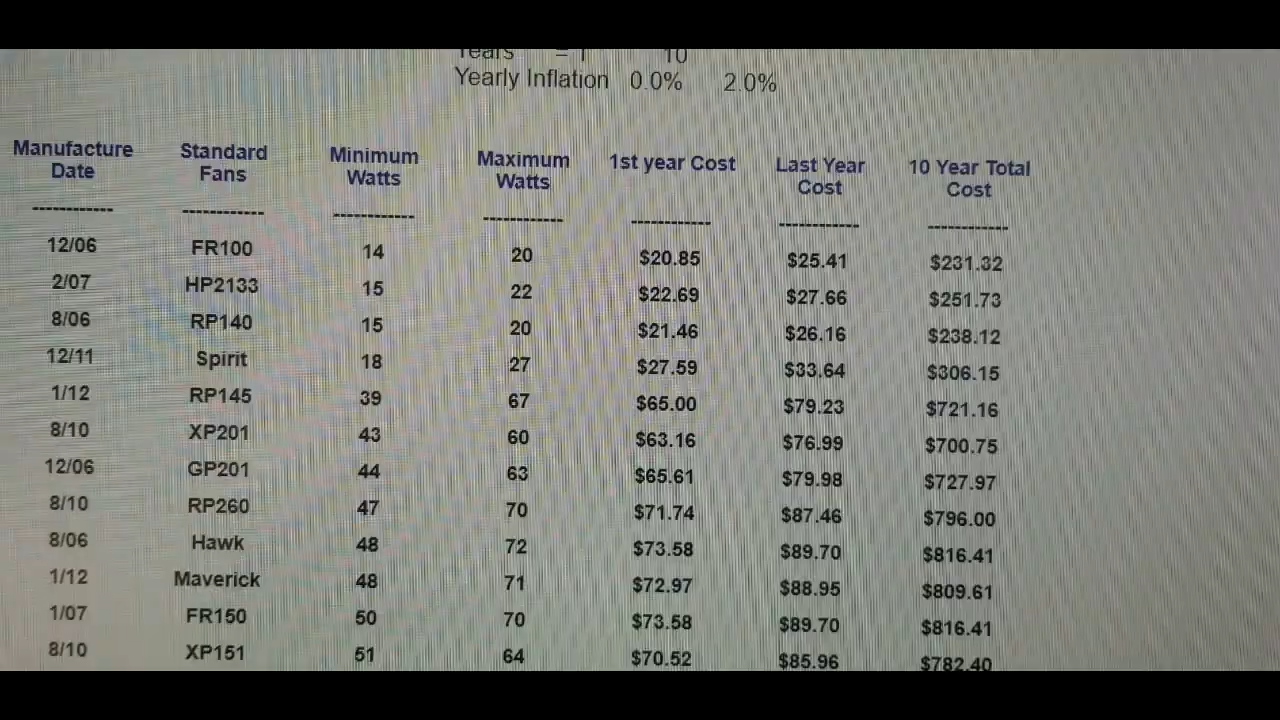 Years = 1 10
Yearly Inflation 0.0% 2.0%
Manufacture Standard Minimum Maximum 1st year Cost Last Year 10 Year Total
Date Fans Watts Watts Cost Cost
------------ ------------ ------------ ------------ ------------ ------------ ------------
12/06 FR100 14 20 $20.85 $25.41 $231.32
2/07 HP2133 15 22 $22.69 $27.66 $251.73
8/06 RP140 15 20 $21.46 $26.16 $238.12
12/11 Spirit 18 27 $27.59 $33.64 $306.15
1/12 RP145 39 67 $65.00 $79.23 $721.16
8/10 XP201 43 60 $63.16 $76.99 $700.75
12/06 GP201 44 63 $65.61 $79.98 $727.97
8/10 RP260 47 70 $71.74 $87.46 $796.00
8/06 Hawk 48 72 $73.58 $89.70 $816.41
1/12 Maverick 48 71 $72.97 $88.95 $809.61
1/07 FR150 50 70 $73.58 $89.70 $816.41
8/10 XP151 51 64 $70.52 $85.96 $782.40